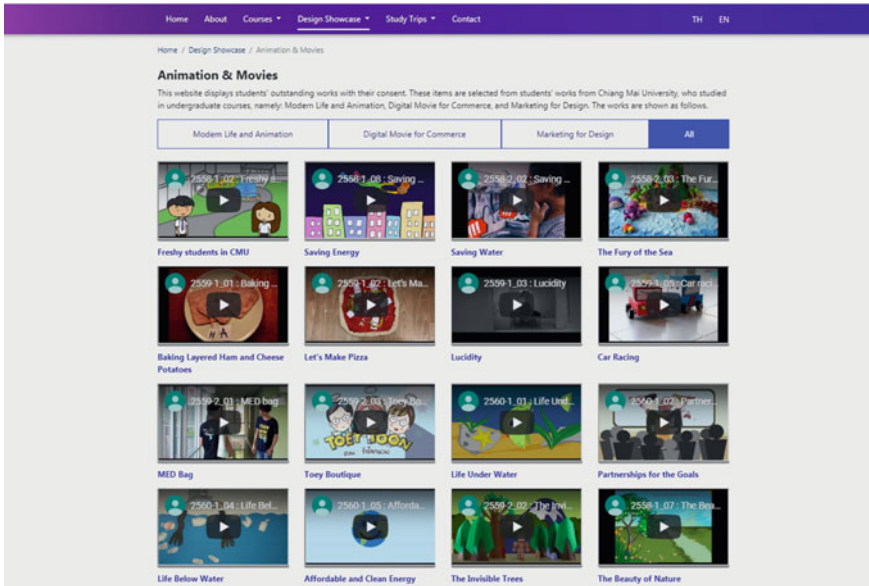 Home About Courses Design Showcase Study Trips Contact TH EN
Home / Design Showcase / Animation & Movies
Animation & Movies
This website displays students' outstanding works with their consent. These items are selected from students' works from Chiang Mai University, who studied
in undergraduate courses, namely: Modern Life and Animation, Digital Movie for Commerce, and Marketing for Design. The works are shown as follows.
Modern Life and Animation Digital Movie for Commerce Marketing for Design All
2558-1_02 : Freshy s... 2558-1_08 : Saving ... 2558-2_02 : Saving ... 2558-2_03 : The Fur...
Freshy students in CMU Saving Energy Saving Water The Fury of the Sea
2559-1_01 : Baking ... 2559-1_02 : Let's Ma... 2559-1_03 : Lucidity 2559-1_05 : Car raci...
Baking Layered Ham and Cheese Let's Make Pizza Lucidity Car Racing
Potatoes
2559-2_01 : MED bag 2559-2_03 : Toey Bo... 2560-1_01 : Life Und... 2560-1_02 : Partner...
TOEY TOON
MED Bag Toey Boutique Life Under Water Partnerships for the Goals
2560-1_04 : Life Bel... 2560-1_05 : Afforda... 2559-2_02 : The Invi... 2558-1_07 : The Bea...
Life Below Water Affordable and Clean Energy The Invisible Trees The Beauty of Nature